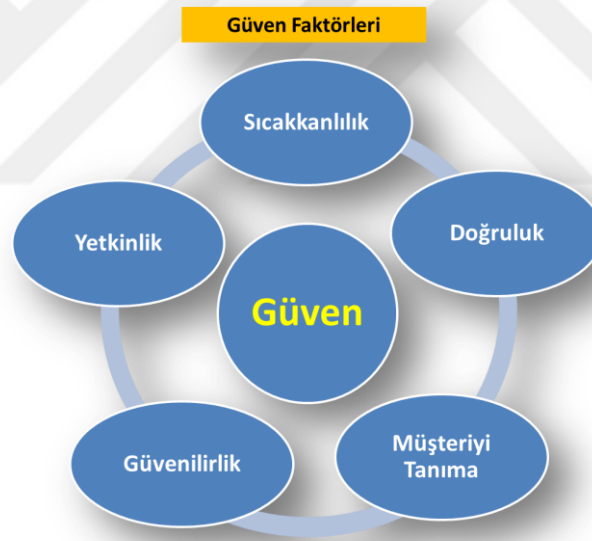 Güven Faktörleri
Sıcakkanlılık
Doğruluk
Müşteriyi
Tanıma
Güvenilirlik
Yetkinlik
Güven